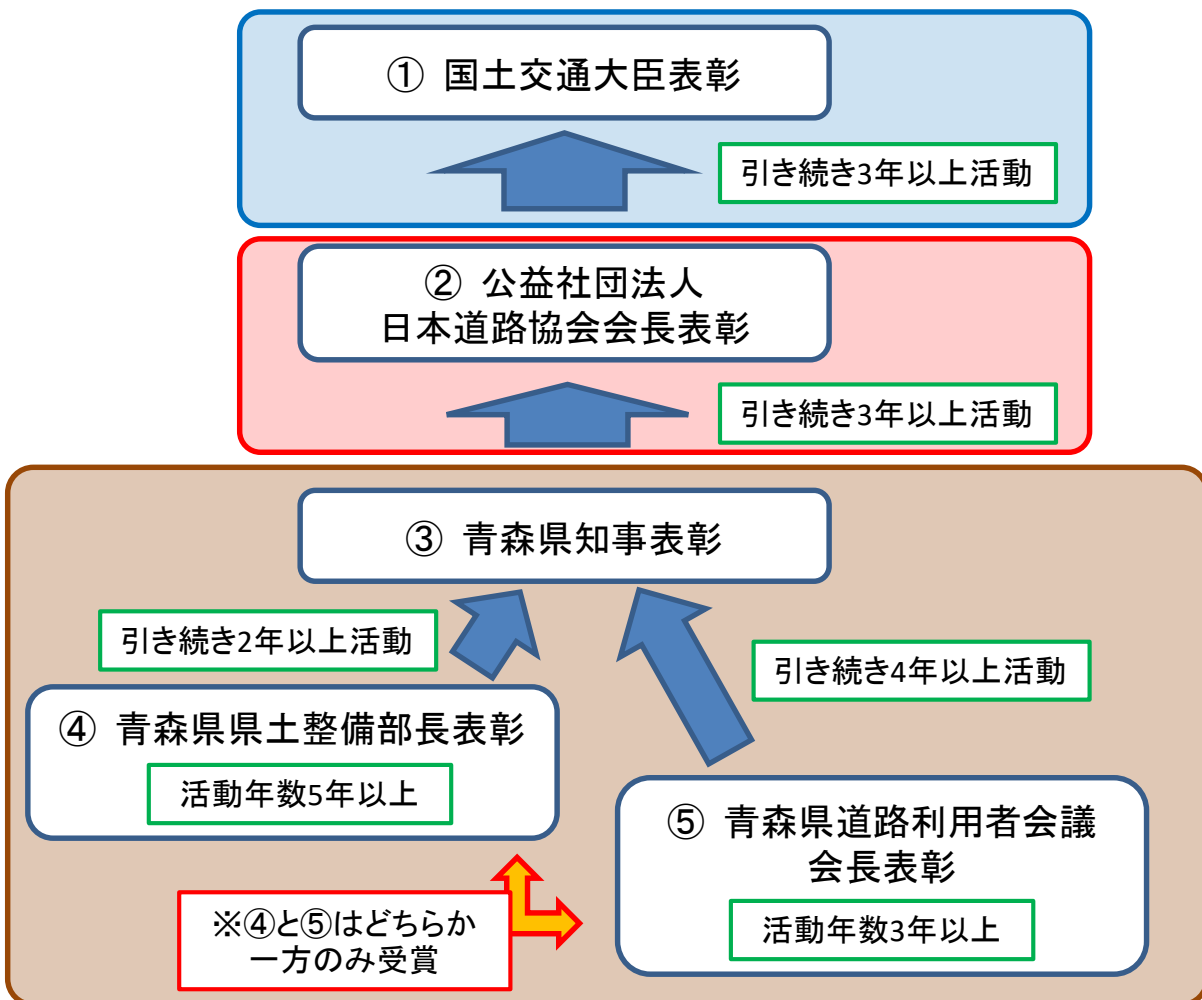 ① 国土交通大臣表彰
引き続き3年以上活動
② 公益社団法人
日本道路協会会長表彰
引き続き3年以上活動
③ 青森県知事表彰
引き続き2年以上活動
引き続き4年以上活動
④ 青森県県土整備部長表彰
活動年数5年以上
⑤ 青森県道路利用者会議
会長表彰
活動年数3年以上
※④と⑤はどちらか
一方のみ受賞